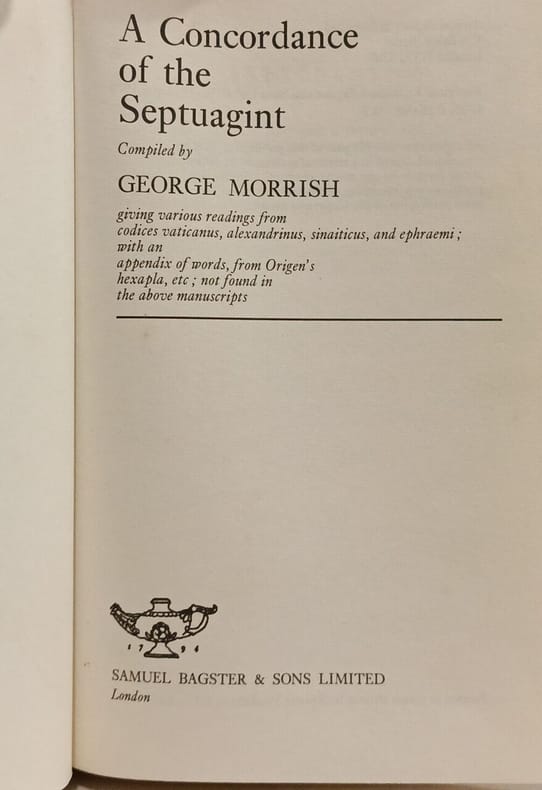 A Concordance
of the
Septuagint
Compiled by
GEORGE MORRISH
giving various readings from
codices vaticanus, alexandrinus, sinaiticus, and ephraemi ;
with an
appendix of words, from Origen's
hexapla, etc ; not found in
the above manuscripts
1 7 9 4
SAMUEL BAGSTER & SONS LIMITED
London